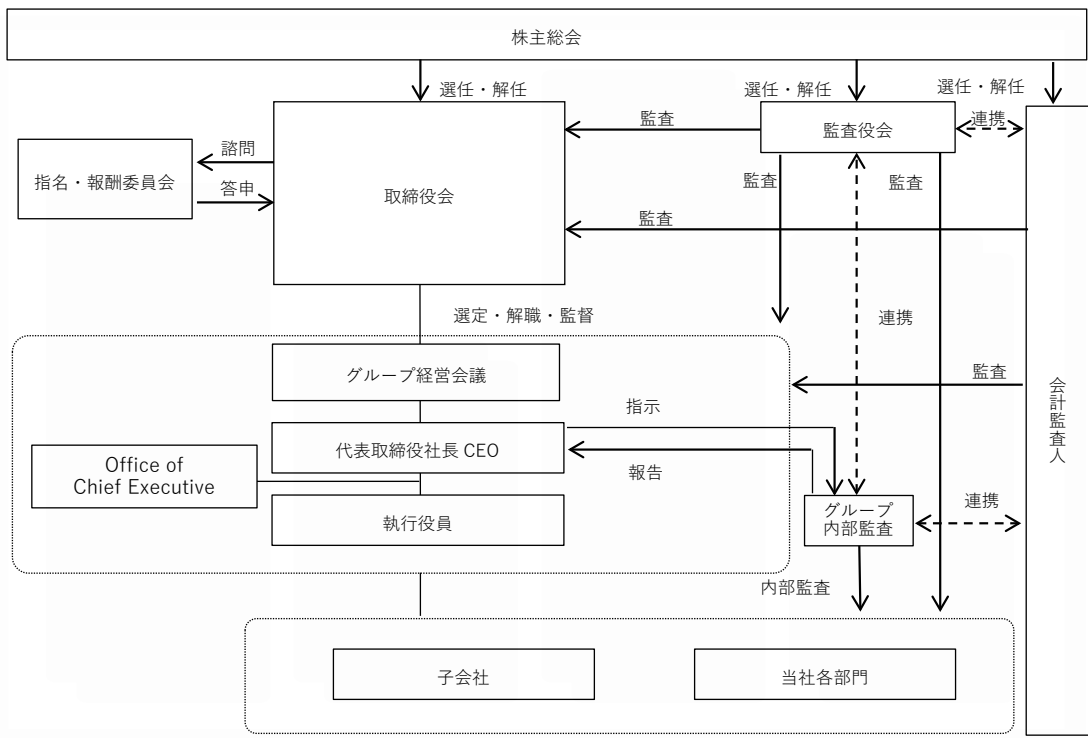 株主総会
選任・解任
選任・解任
選任・解任
監査
監査役会
連携
指名・報酬委員会
諮問
答申
取締役会
監査
監査
監査
選定・解職・監督
連携
グループ経営会議
監査
会計監査人
指示
代表取締役社長 CEO
報告
Office of
Chief Executive
執行役員
グループ
内部監査
連携
内部監査
子会社
当社各部門